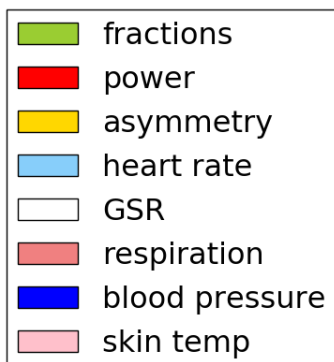 fractions
power
asymmetry
heart rate
GSR
respiration
blood pressure
skin temp